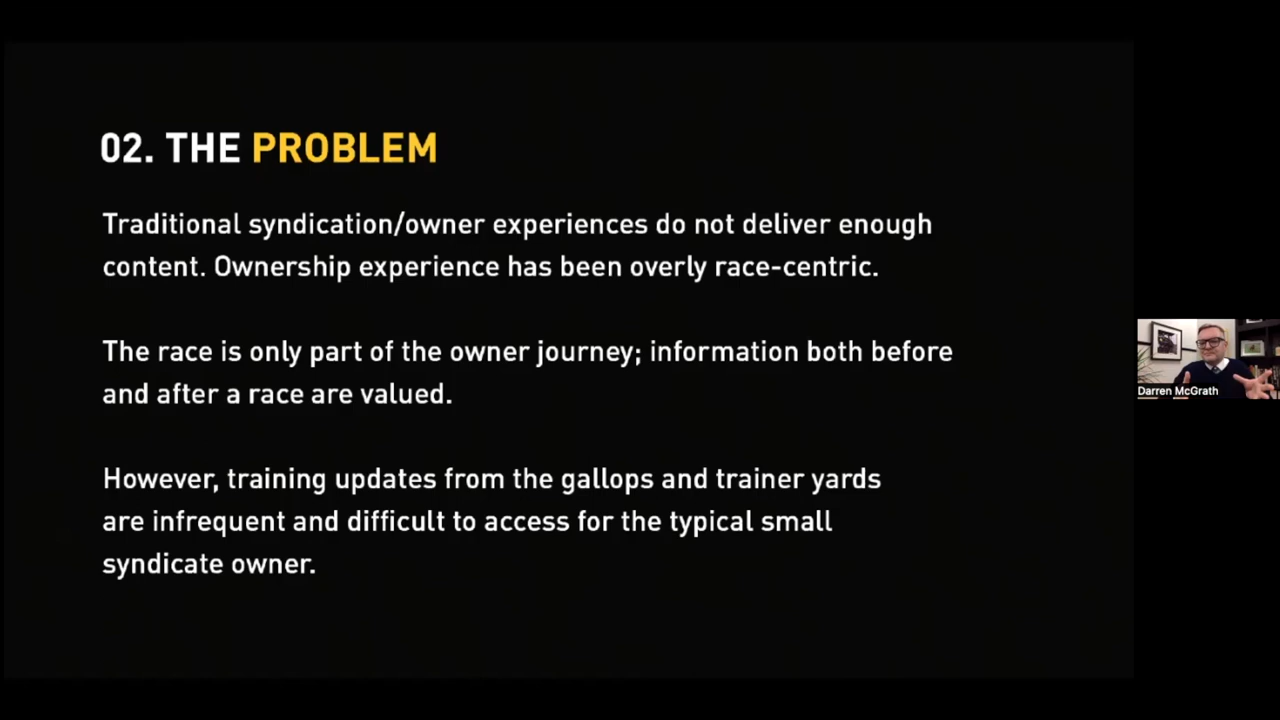 02. THE PROBLEM
Traditional syndication/owner experiences do not deliver enough
content. Ownership experience has been overly race-centric.
The race is only part of the owner journey; information both before
and after a race are valued.
However, training updates from the gallops and trainer yards
are infrequent and difficult to access for the typical small
syndicate owner.
Darren McGrath